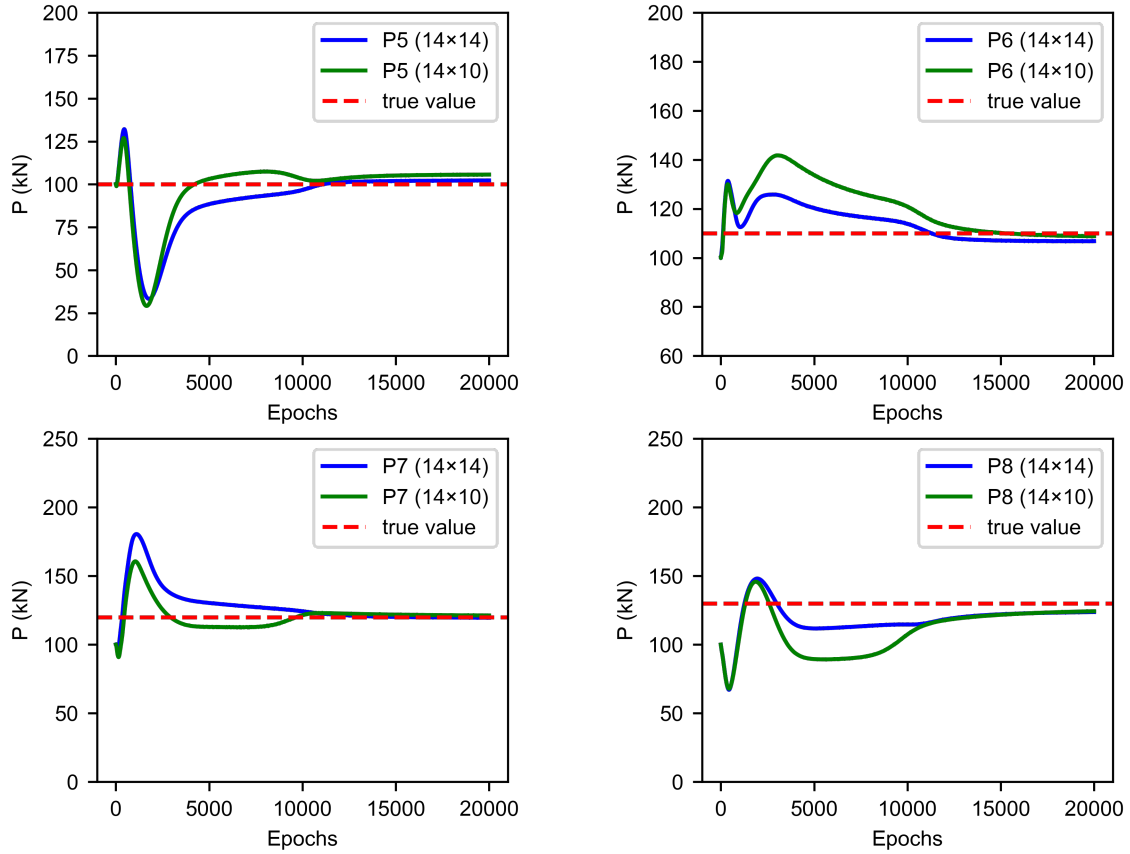 200
175
150
125
100
75
50
25
0
P (kN)
P5 (14×14)
P5 (14×10)
true value
0 5000 10000 15000 20000
Epochs
200
180
160
140
120
100
80
60
P (kN)
P6 (14×14)
P6 (14×10)
true value
0 5000 10000 15000 20000
Epochs
250
200
150
100
50
0
P (kN)
P7 (14×14)
P7 (14×10)
true value
0 5000 10000 15000 20000
Epochs
250
200
150
100
50
0
P (kN)
P8 (14×14)
P8 (14×10)
true value
0 5000 10000 15000 20000
Epochs